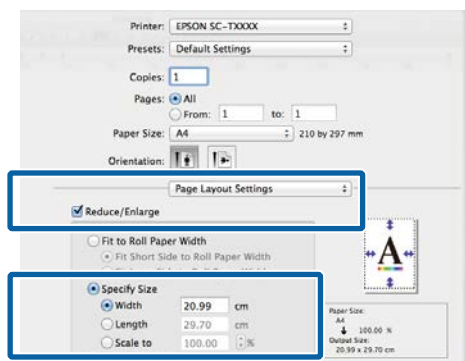 Printer: EPSON SC-TXXXX
Presets: Default Settings
Copies: 1
Pages: All
From: 1 to: 1
Paper Size: A4 210 by 297 mm
Orientation:
Page Layout Settings
Reduce/Enlarge
Fit to Roll Paper Width
Fit Short Side to Roll Paper Width
Specify Size
Width 20.99 cm
Length 29.70 cm
Scale to 100.00 %
A
Paper Size:
A4
100.00 %
Output Size:
20.99 x 29.70 cm